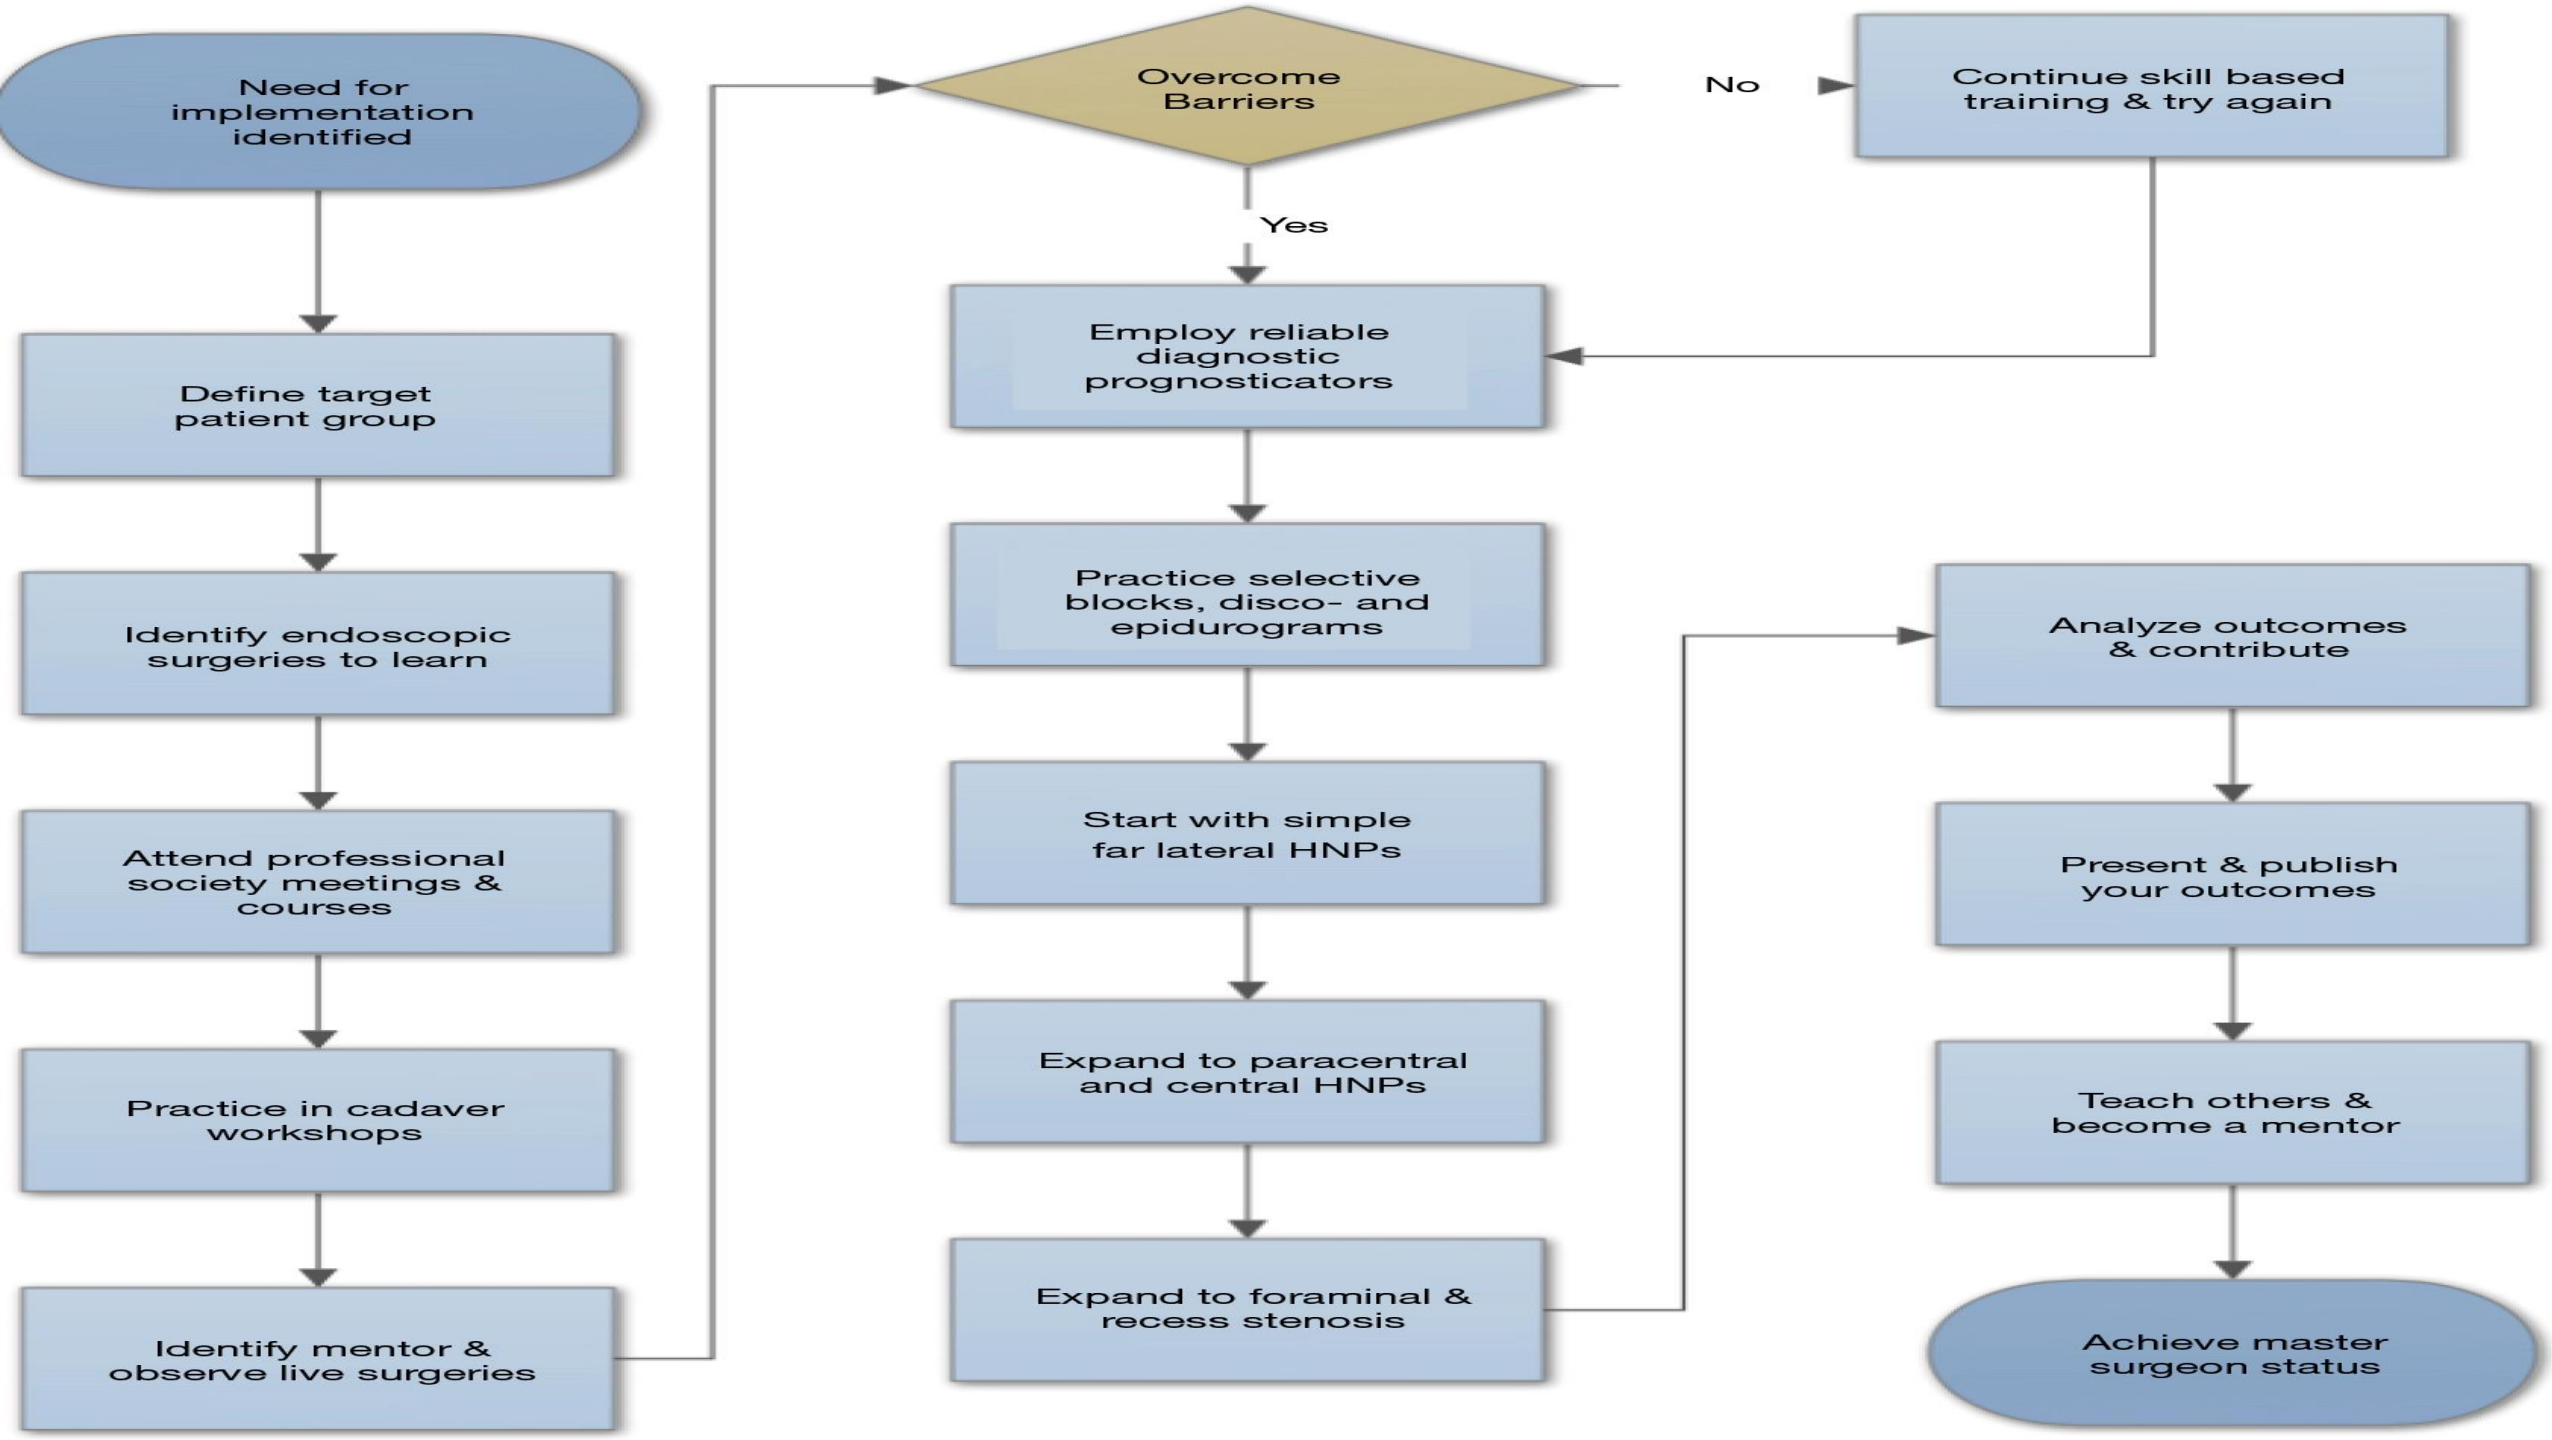 Need for
implementation
identified
Define target
patient group
Identify endoscopic
surgeries to learn
Attend professional
society meetings &
courses
Practice in cadaver
workshops
Identify mentor &
observe live surgeries
Overcome
Barriers
No
Continue skill based
training & try again
Yes
Employ reliable
diagnostic
prognosticators
Practice selective
blocks, disco- and
epidurograms
Start with simple
far lateral HNPs
Expand to paracentral
and central HNPs
Expand to foraminal &
recess stenosis
Analyze outcomes
& contribute
Present & publish
your outcomes
Teach others &
become a mentor
Achieve master
surgeon status